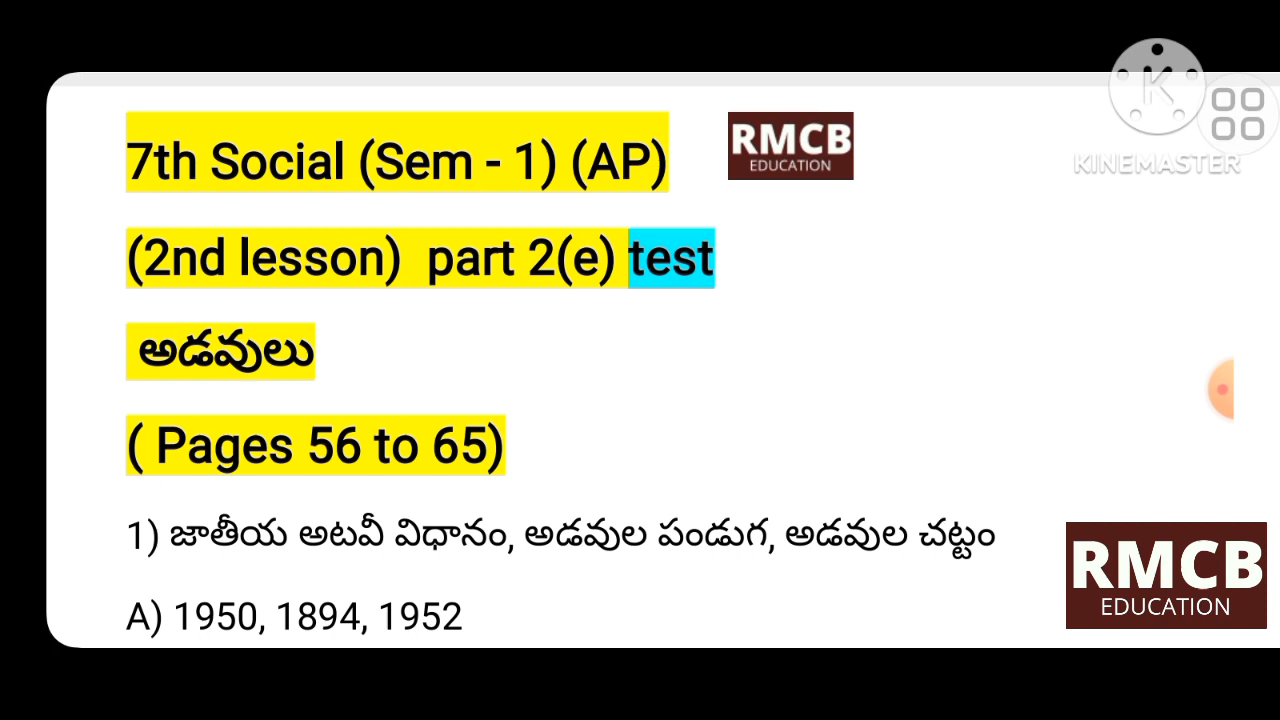 7th Social (Sem - 1) (AP)
RMCB
EDUCATION
KINEMASTER
(2nd lesson) part 2(e) test
అడవులు
( Pages 56 to 65)
1) జాతీయ అటవీ విధానం, అడవుల పండుగ, అడవుల చట్టం
A) 1950, 1894, 1952
RMCB
EDUCATION